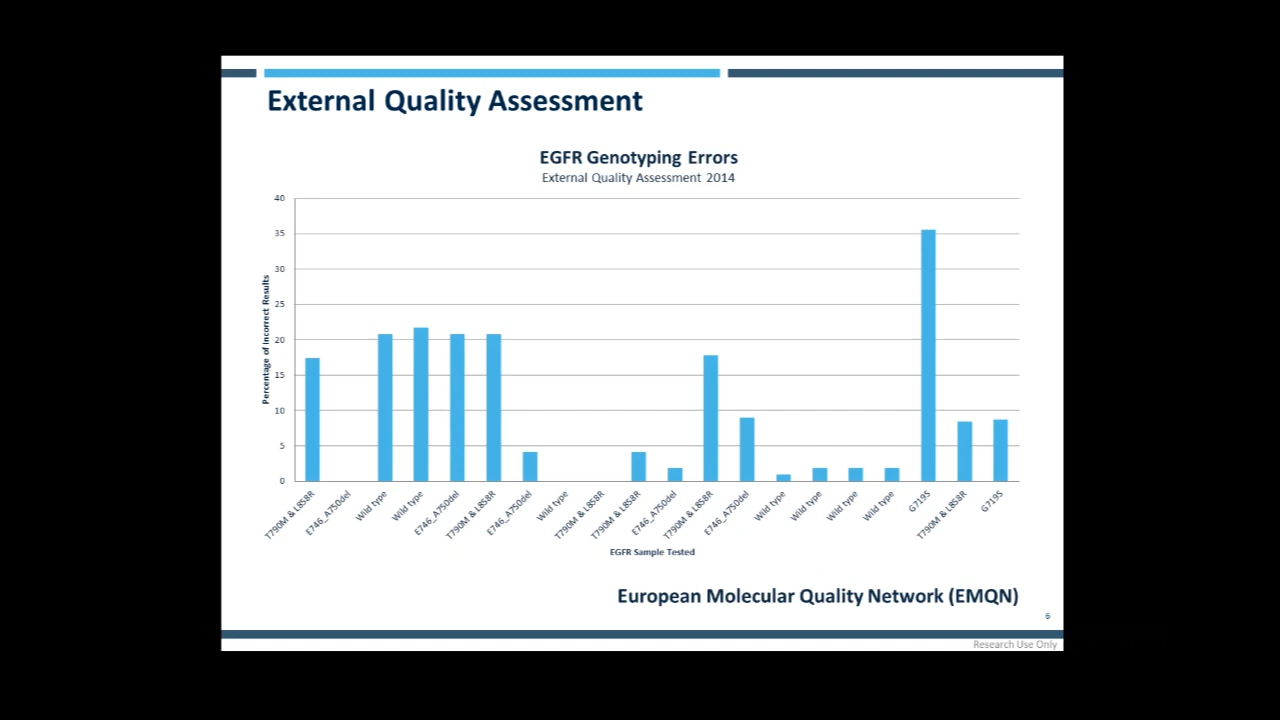 External Quality Assessment
EGFR Genotyping Errors
External Quality Assessment 2014
Percentage of Incorrect Results
40
35
30
25
20
15
10
5
0
T790M & L858R
E746_A750del
Wild type
Wild type
E746_A750del
T790M & L858R
E746_A750del
Wild type
T790M & L858R
T790M & L858R
E746_A750del
T790M & L858R
E746_A750del
Wild type
Wild type
Wild type
Wild type
G719S
T790M & L858R
G719S
EGFR Sample Tested
European Molecular Quality Network (EMQN)
6
Research Use Only